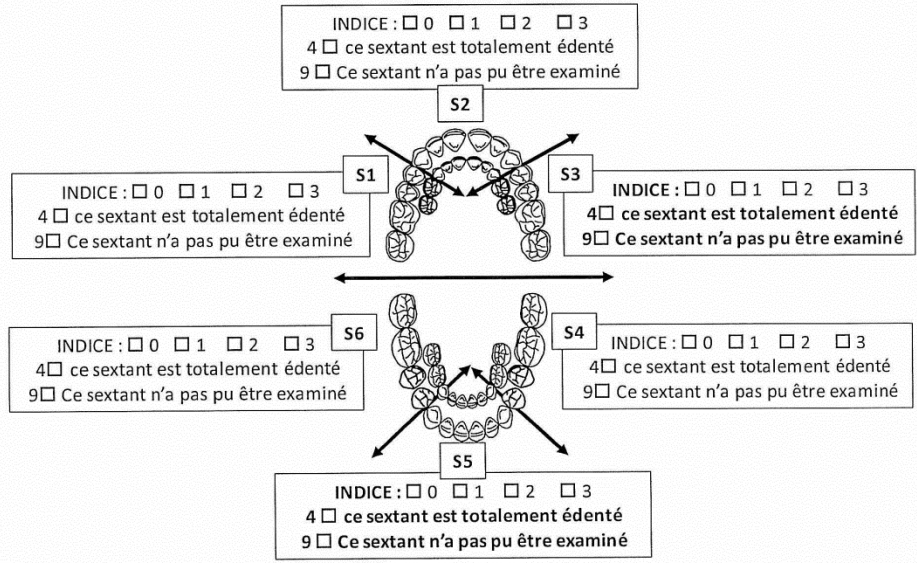 INDICE : ☐ 0 ☐ 1 ☐ 2 ☐ 3
4 ☐ ce sextant est totalement édenté
9 ☐ Ce sextant n'a pas pu être examiné
S2
S1
S3
INDICE : ☐ 0 ☐ 1 ☐ 2 ☐ 3
4 ☐ ce sextant est totalement édenté
9☐ Ce sextant n'a pas pu être examiné
INDICE : ☐ 0 ☐ 1 ☐ 2 ☐ 3
4☐ ce sextant est totalement édenté
9☐ Ce sextant n'a pas pu être examiné
S6
S4
INDICE : ☐ 0 ☐ 1 ☐ 2 ☐ 3
4☐ ce sextant est totalement édenté
9☐ Ce sextant n'a pas pu être examiné
INDICE : ☐ 0 ☐ 1 ☐ 2 ☐ 3
4☐ ce sextant est totalement édenté
9☐ Ce sextant n'a pas pu être examiné
S5
INDICE : ☐ 0 ☐ 1 ☐ 2 ☐ 3
4 ☐ ce sextant est totalement édenté
9 ☐ Ce sextant n'a pas pu être examiné